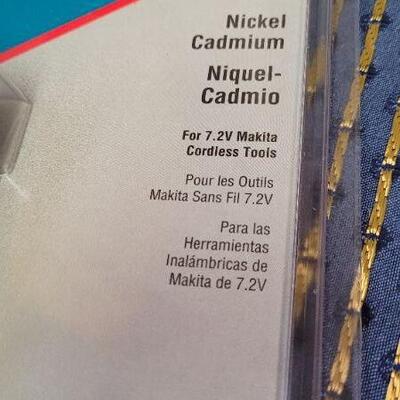 Nickel
Cadmium
Niquel-
Cadmio
For 7.2V Makita
Cordless Tools
Pour les Outils
Makita Sans Fil 7.2V
Para las
Herramientas
Inalámbricas de
Makita de 7.2V